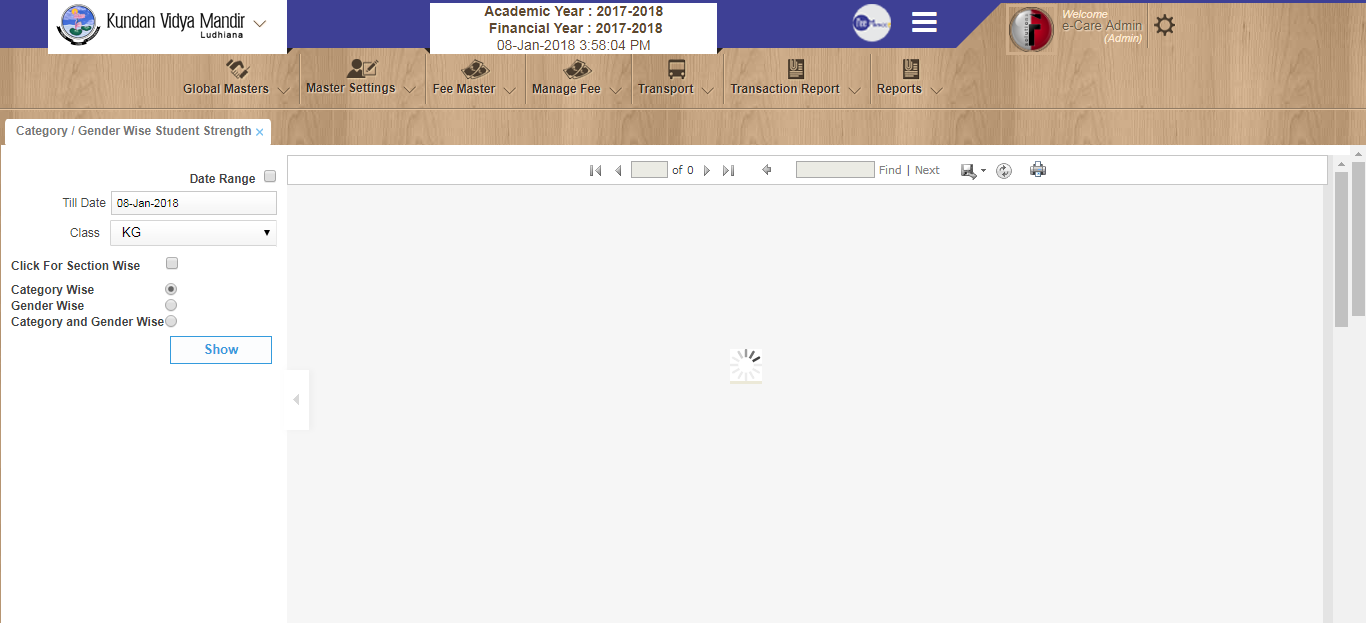 Kundan Vidya Mandir
Ludhiana
Academic Year : 2017-2018
Financial Year : 2017-2018
08-Jan-2018 3:58:04 PM
Welcome
e-Care Admin
(Admin)
Global Masters
Master Settings
Fee Master
Manage Fee
Transport
Transaction Report
Reports
Category / Gender Wise Student Strength ×
Date Range
Till Date 08-Jan-2018
Class KG
Click For Section Wise
Category Wise
Gender Wise
Category and Gender Wise
Show
of 0
Find | Next